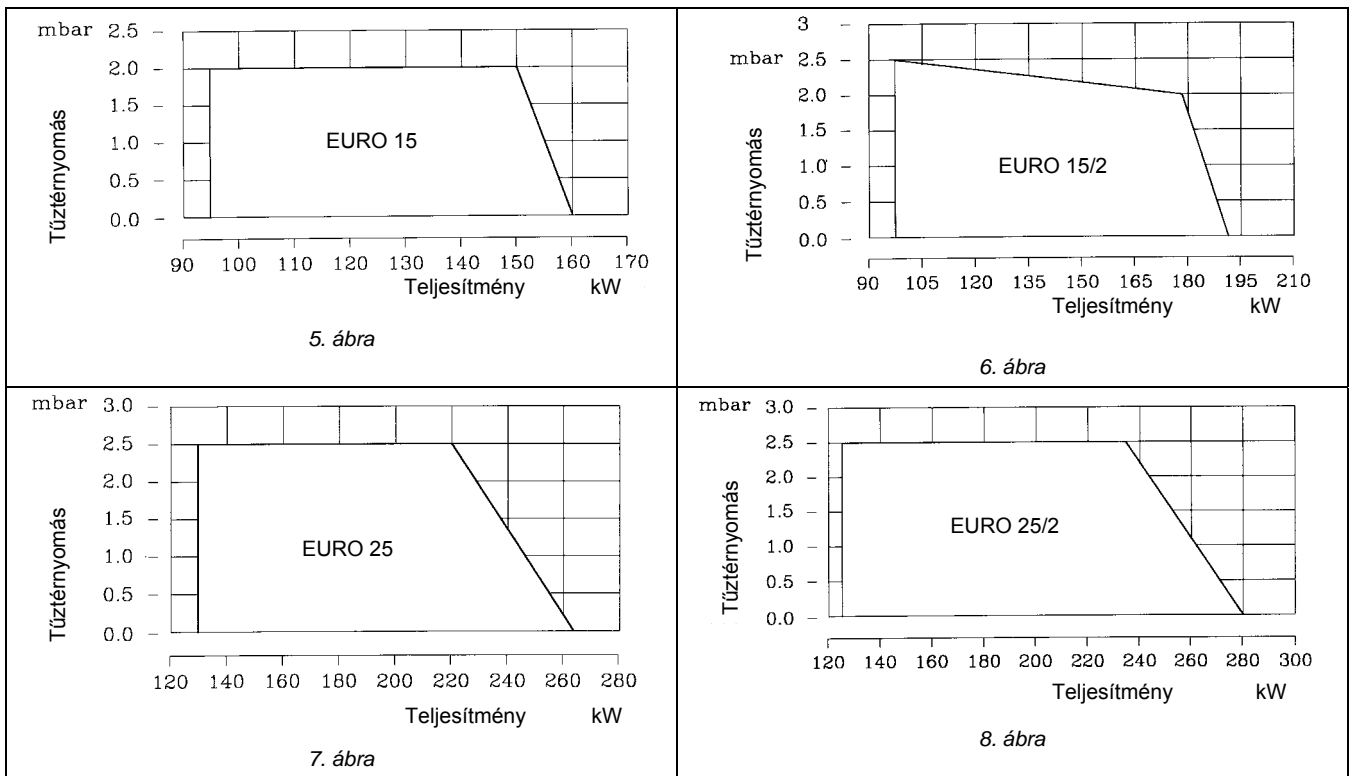 mbar 2.5
2.0
1.5
1.0
0.5
0.0
Tűztérnyomás
EURO 15
90 100 110 120 130 140 150 160 170
Teljesítmény kW
5. ábra
3
mbar 2.5
2.0
1.5
1.0
0.5
0.0
Tűztérnyomás
EURO 15/2
90 105 120 135 150 165 180 195 210
Teljesítmény kW
6. ábra
mbar 3.0
2.5
2.0
1.5
1.0
0.5
0.0
Tűztérnyomás
EURO 25
120 140 160 180 200 220 240 260 280
Teljesítmény kW
7. ábra
mbar 3.0
2.5
2.0
1.5
1.0
0.5
0.0
Tűztérnyomás
EURO 25/2
120 140 160 180 200 220 240 260 280 300
Teljesítmény kW
8. ábra